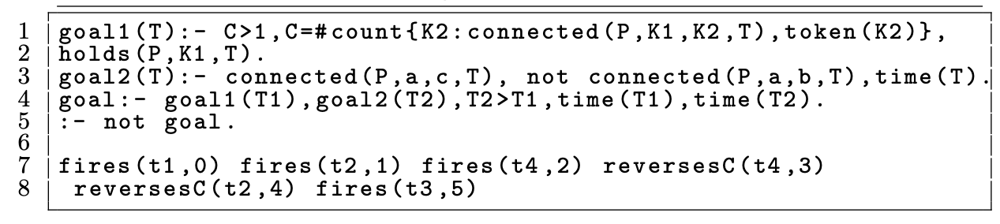 1 goal1(T):- C>1,C=#count{K2:connected(P,K1,K2,T),token(K2)},
2 holds(P,K1,T).
3 goal2(T):- connected(P,a,c,T), not connected(P,a,b,T),time(T).
4 goal:- goal1(T1),goal2(T2),T2>T1,time(T1),time(T2).
5 :- not goal.
6
7 fires(t1,0) fires(t2,1) fires(t4,2) reversesC(t4,3)
8 reversesC(t2,4) fires(t3,5)